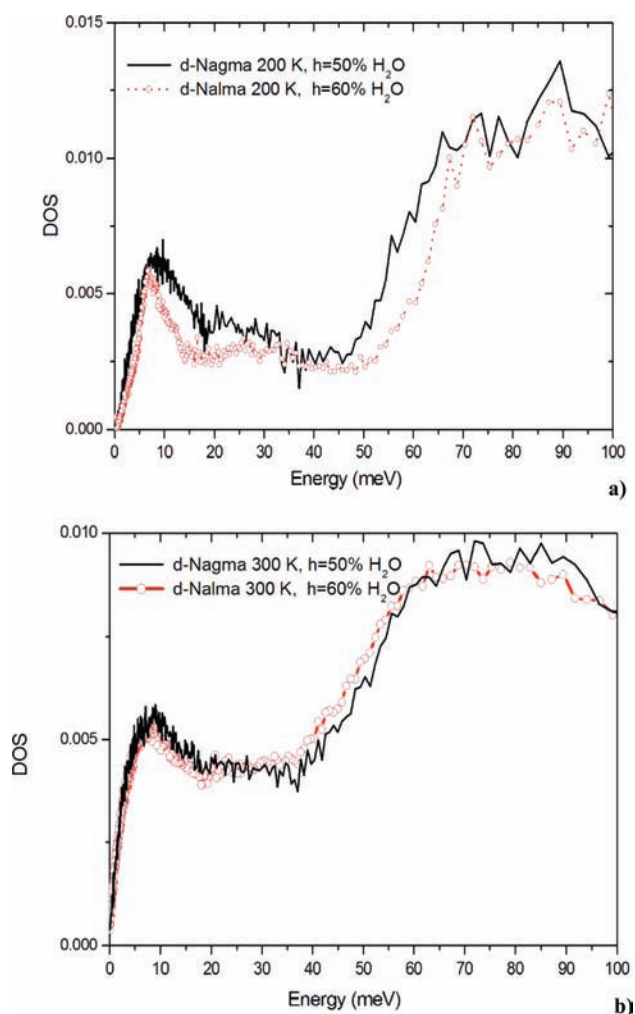 0.015
d-Nagma 200 K, h=50% H₂O
d-Nalma 200 K, h=60% H₂O
0.010
DOS
0.005
0.000
0 10 20 30 40 50 60 70 80 90 100
Energy (meV)
a)
0.010
d-Nagma 300 K, h=50% H₂O
d-Nalma 300 K, h=60% H₂O
DOS
0.005
0.000
0 10 20 30 40 50 60 70 80 90 100
Energy (meV)
b)